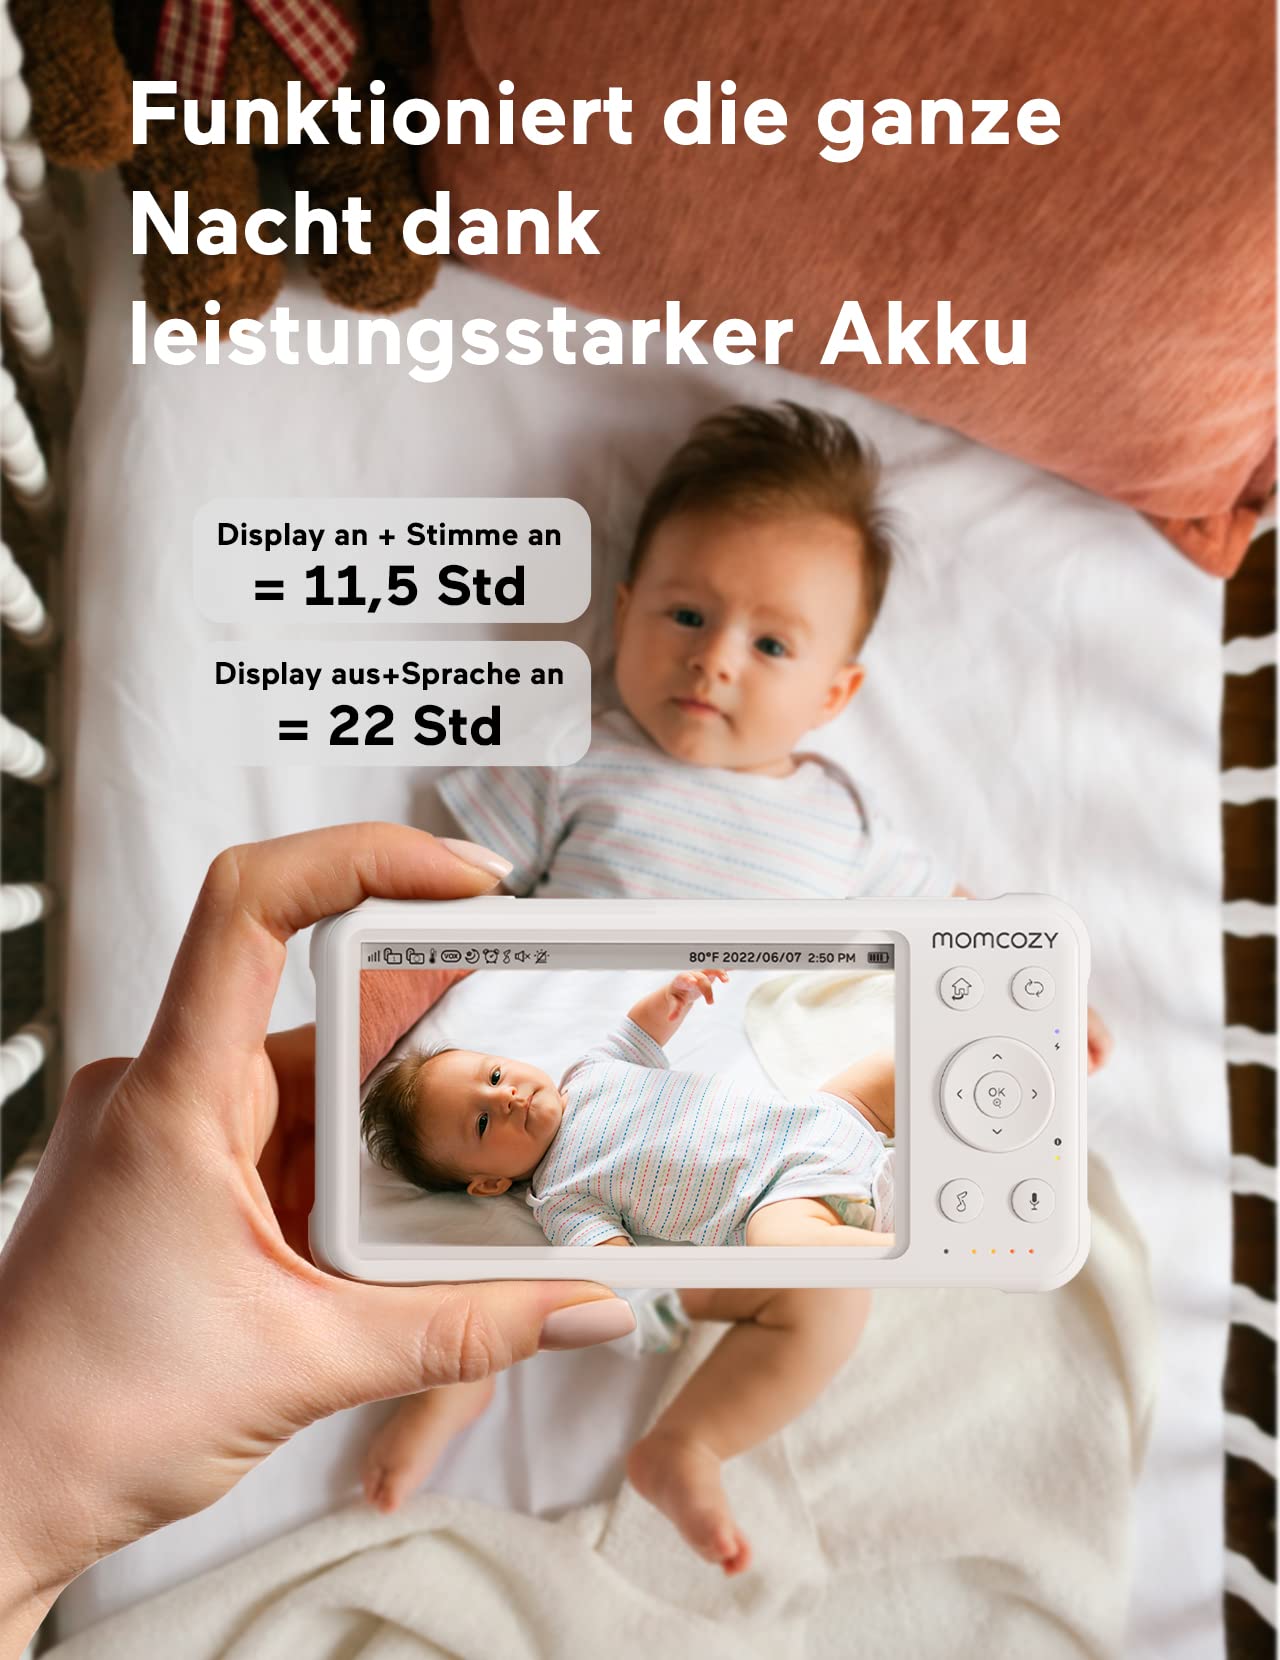 Funktioniert die ganze
Nacht dank
leistungsstarker Akku
Display an + Stimme an
= 11,5 Std
Display aus+Sprache an
= 22 Std
VOX 80°F 2022/06/07 2:50 PM
MOMCOZY
OK